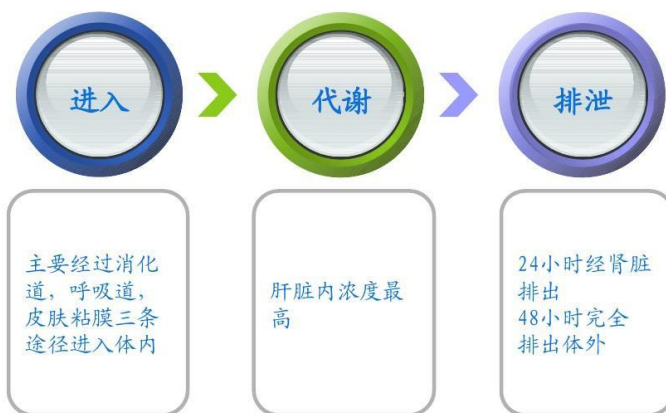 进入
代谢
排泄
主要经过消化
道，呼吸道，
皮肤粘膜三条
途径进入体内
肝脏内浓度最
高
24小时经肾脏
排出
48小时完全
排出体外